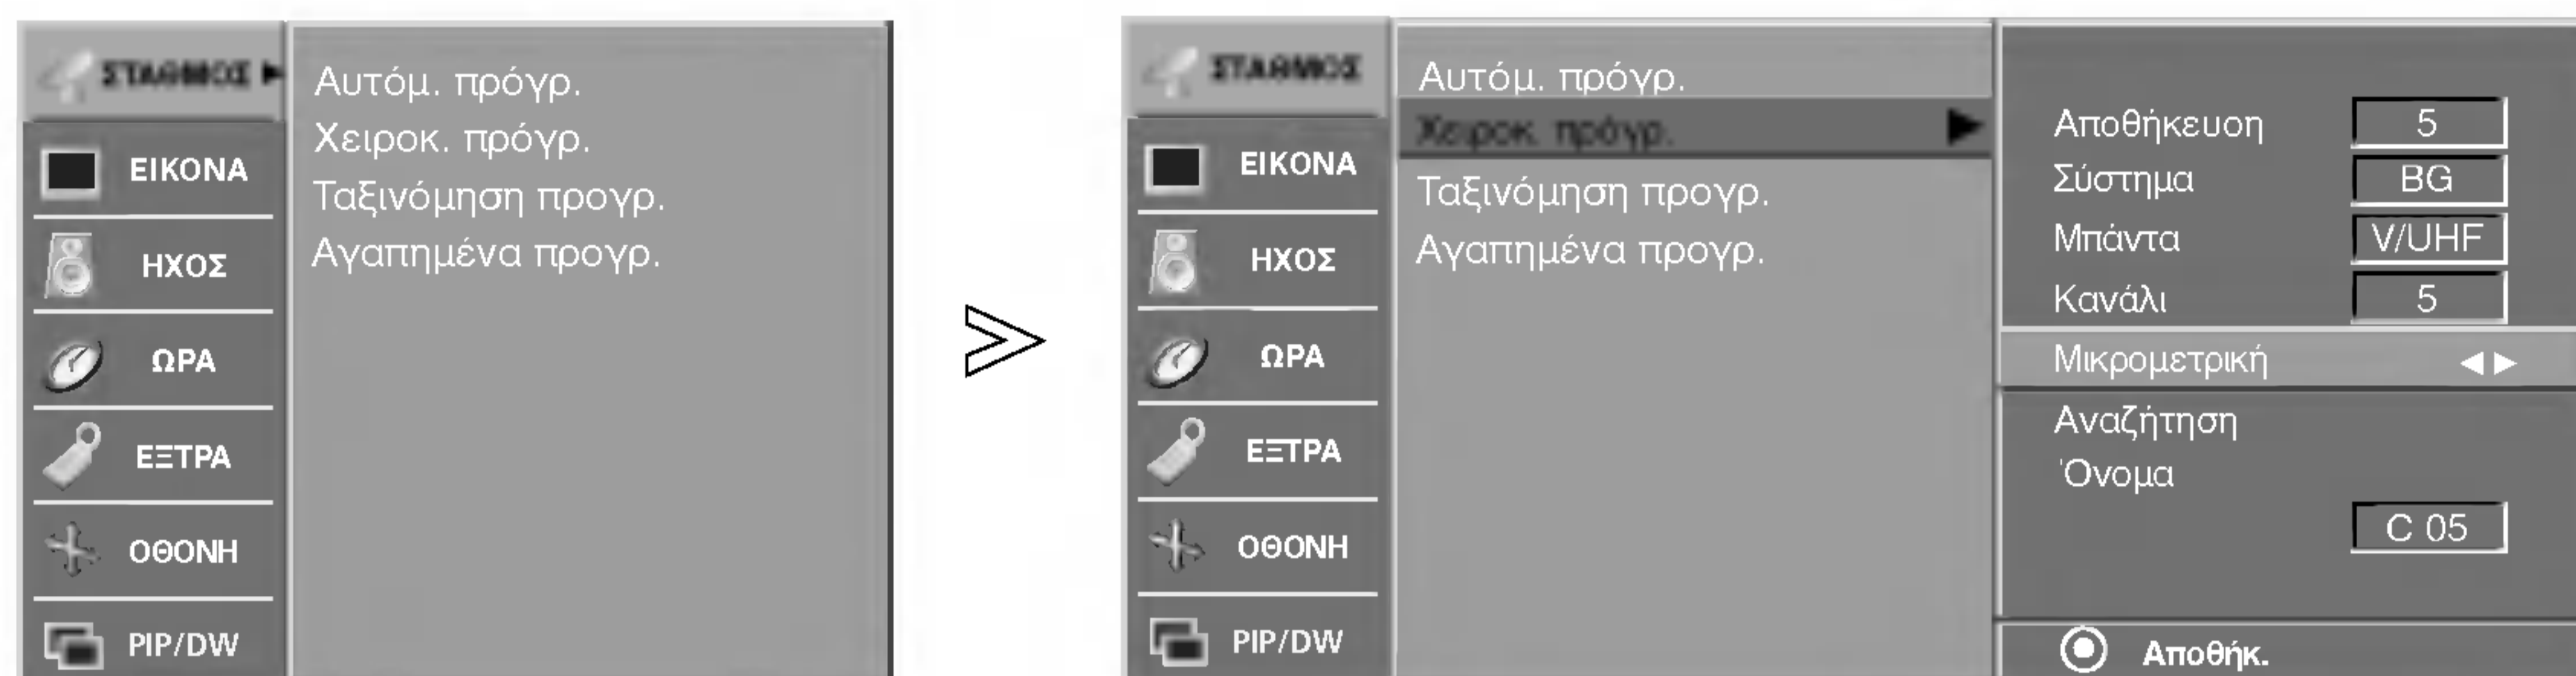 ΣΤΑΘΜΟΣ
ΕΙΚΟΝΑ
ΗΧΟΣ
ΩΡΑ
ΕΞΤΡΑ
ΟΘΟΝΗ
PIP/DW
Αυτόμ. πρόγρ.
Χειροκ. πρόγρ.
Ταξινόμηση προγρ.
Αγαπημένα προγρ.
ΣΤΑΘΜΟΣ
ΕΙΚΟΝΑ
ΗΧΟΣ
ΩΡΑ
ΕΞΤΡΑ
ΟΘΟΝΗ
PIP/DW
Αυτόμ. πρόγρ.
Χειροκ. πρόγρ.
Ταξινόμηση προγρ.
Αγαπημένα προγρ.
Αποθήκευση 5
Σύστημα BG
Μπάντα V/UHF
Κανάλι 5
Μικρομετρική
Αναζήτηση
Όνομα
C 05
Αποθήκ.